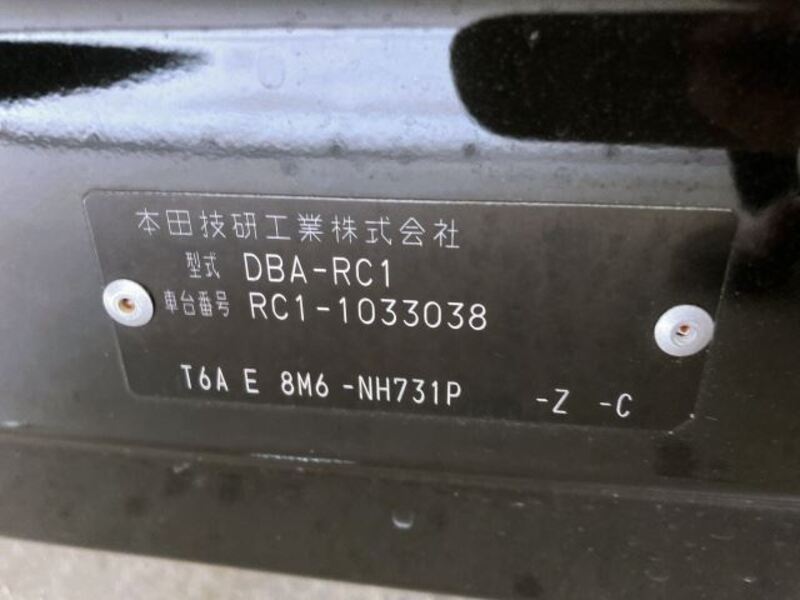 本田技研工業株式会社
型式 DBA-RC1
車台番号 RC1-1033038
T6A E 8M6 -NH731P -Z -C